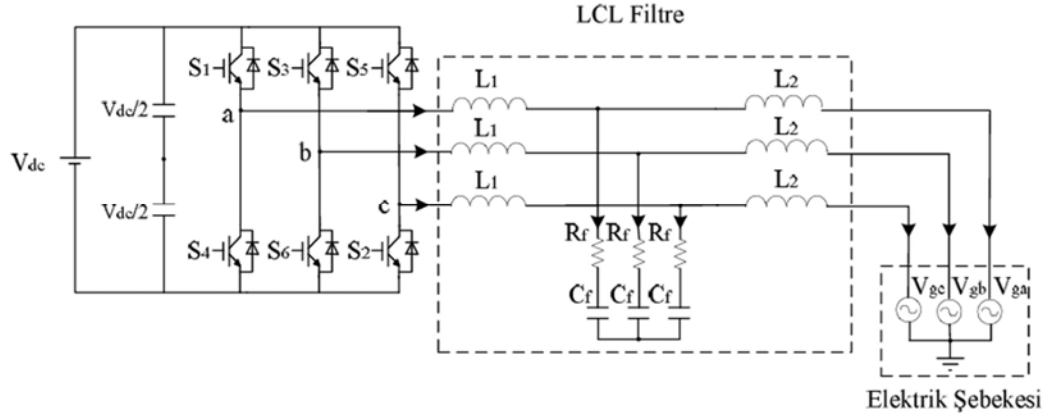 LCL Filtre
S1 S3 S5
L1 L2
Vdc/2
a
L1 L2
b
Vdc
L1 L2
Vdc/2
c
Rf Rf Rf
S4 S6 S2
Cf Cf Cf
Vgc Vgb Vga
Elektrik Şebekesi